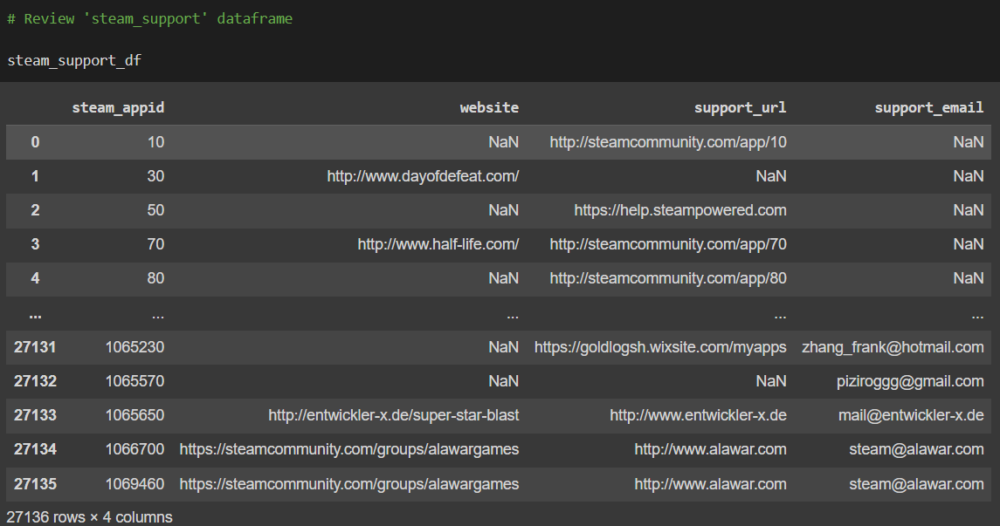 # Review 'steam_support' dataframe
steam_support_df
steam_appid website support_url support_email
0 10 NaN http://steamcommunity.com/app/10 NaN
1 30 http://www.dayofdefeat.com/ NaN NaN
2 50 NaN https://help.steampowered.com NaN
3 70 http://www.half-life.com/ http://steamcommunity.com/app/70 NaN
4 80 NaN http://steamcommunity.com/app/80 NaN
... ... ... ... ...
27131 1065230 NaN https://goldlogsh.wixsite.com/myapps zhang_frank@hotmail.com
27132 1065570 NaN NaN piziroggg@gmail.com
27133 1065650 http://entwickler-x.de/super-star-blast http://www.entwickler-x.de mail@entwickler-x.de
27134 1066700 https://steamcommunity.com/groups/alawargames http://www.alawar.com steam@alawar.com
27135 1069460 https://steamcommunity.com/groups/alawargames http://www.alawar.com steam@alawar.com
27136 rows × 4 columns